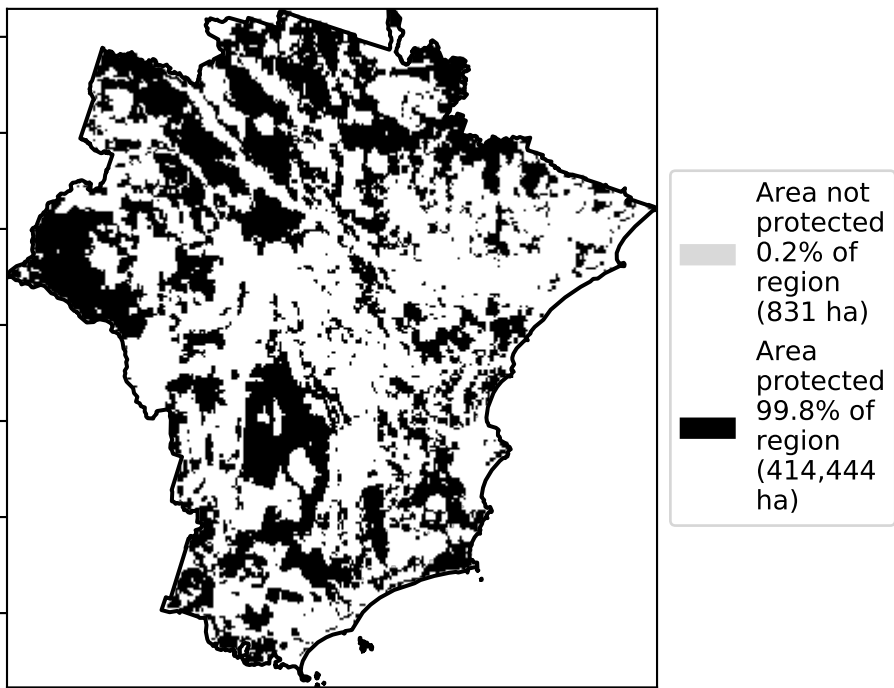 Area not
protected
0.2% of
region
(831 ha)
Area
protected
99.8% of
region
(414,444
ha)